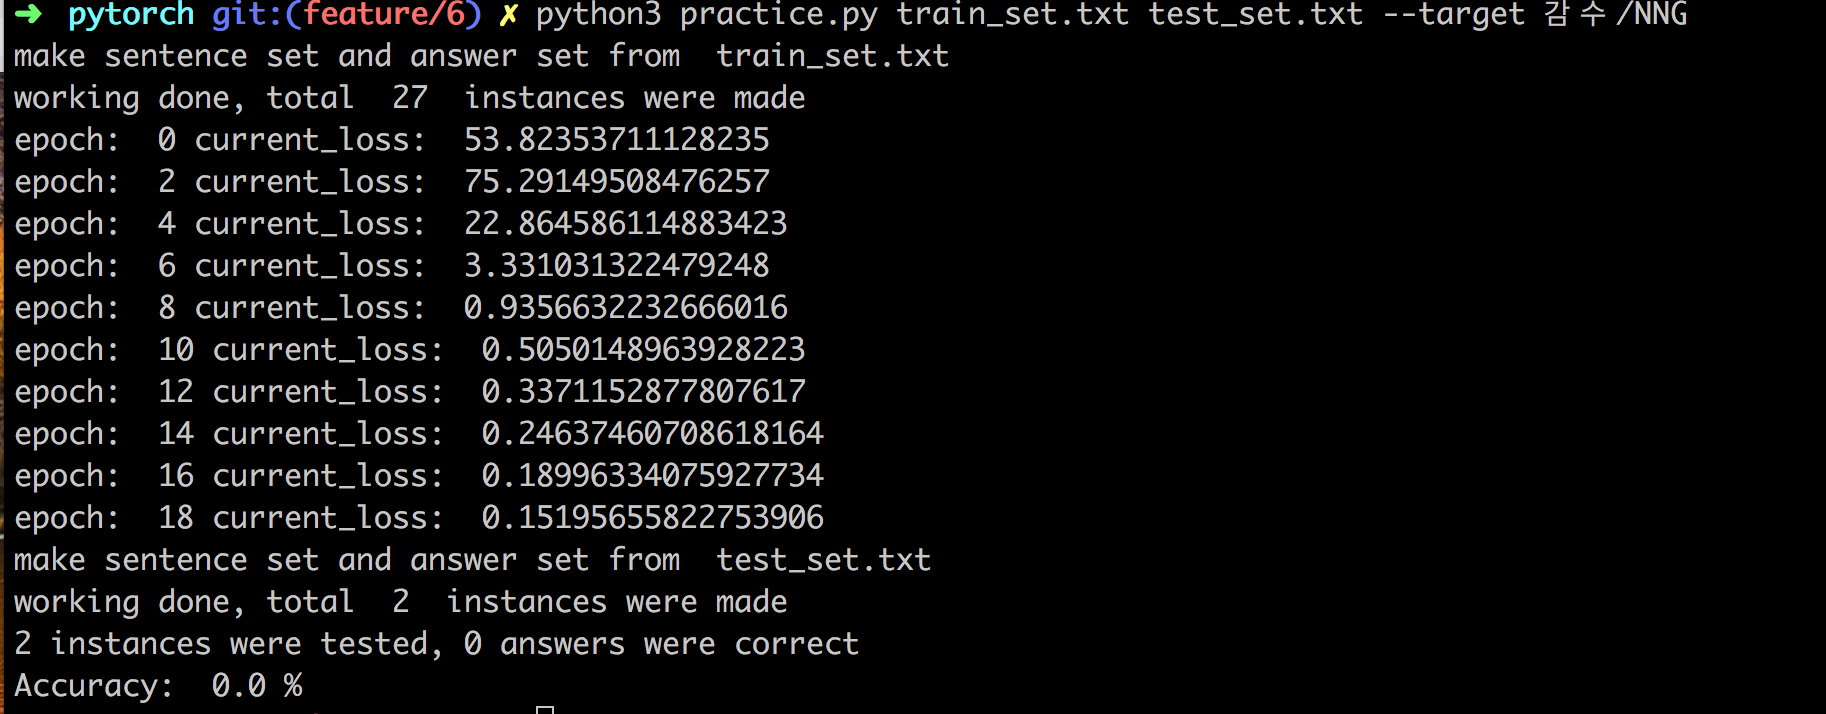 ➜ pytorch git:(feature/6) ✗ python3 practice.py train_set.txt test_set.txt --target 감수/NNG
make sentence set and answer set from  train_set.txt
working done, total  27  instances were made
epoch:  0 current_loss:  53.82353711128235
epoch:  2 current_loss:  75.29149508476257
epoch:  4 current_loss:  22.864586114883423
epoch:  6 current_loss:  3.331031322479248
epoch:  8 current_loss:  0.9356632232666016
epoch:  10 current_loss:  0.5050148963928223
epoch:  12 current_loss:  0.3371152877807617
epoch:  14 current_loss:  0.24637460708618164
epoch:  16 current_loss:  0.18996334075927734
epoch:  18 current_loss:  0.15195655822753906
make sentence set and answer set from  test_set.txt
working done, total  2  instances were made
2 instances were tested, 0 answers were correct
Accuracy:  0.0 %